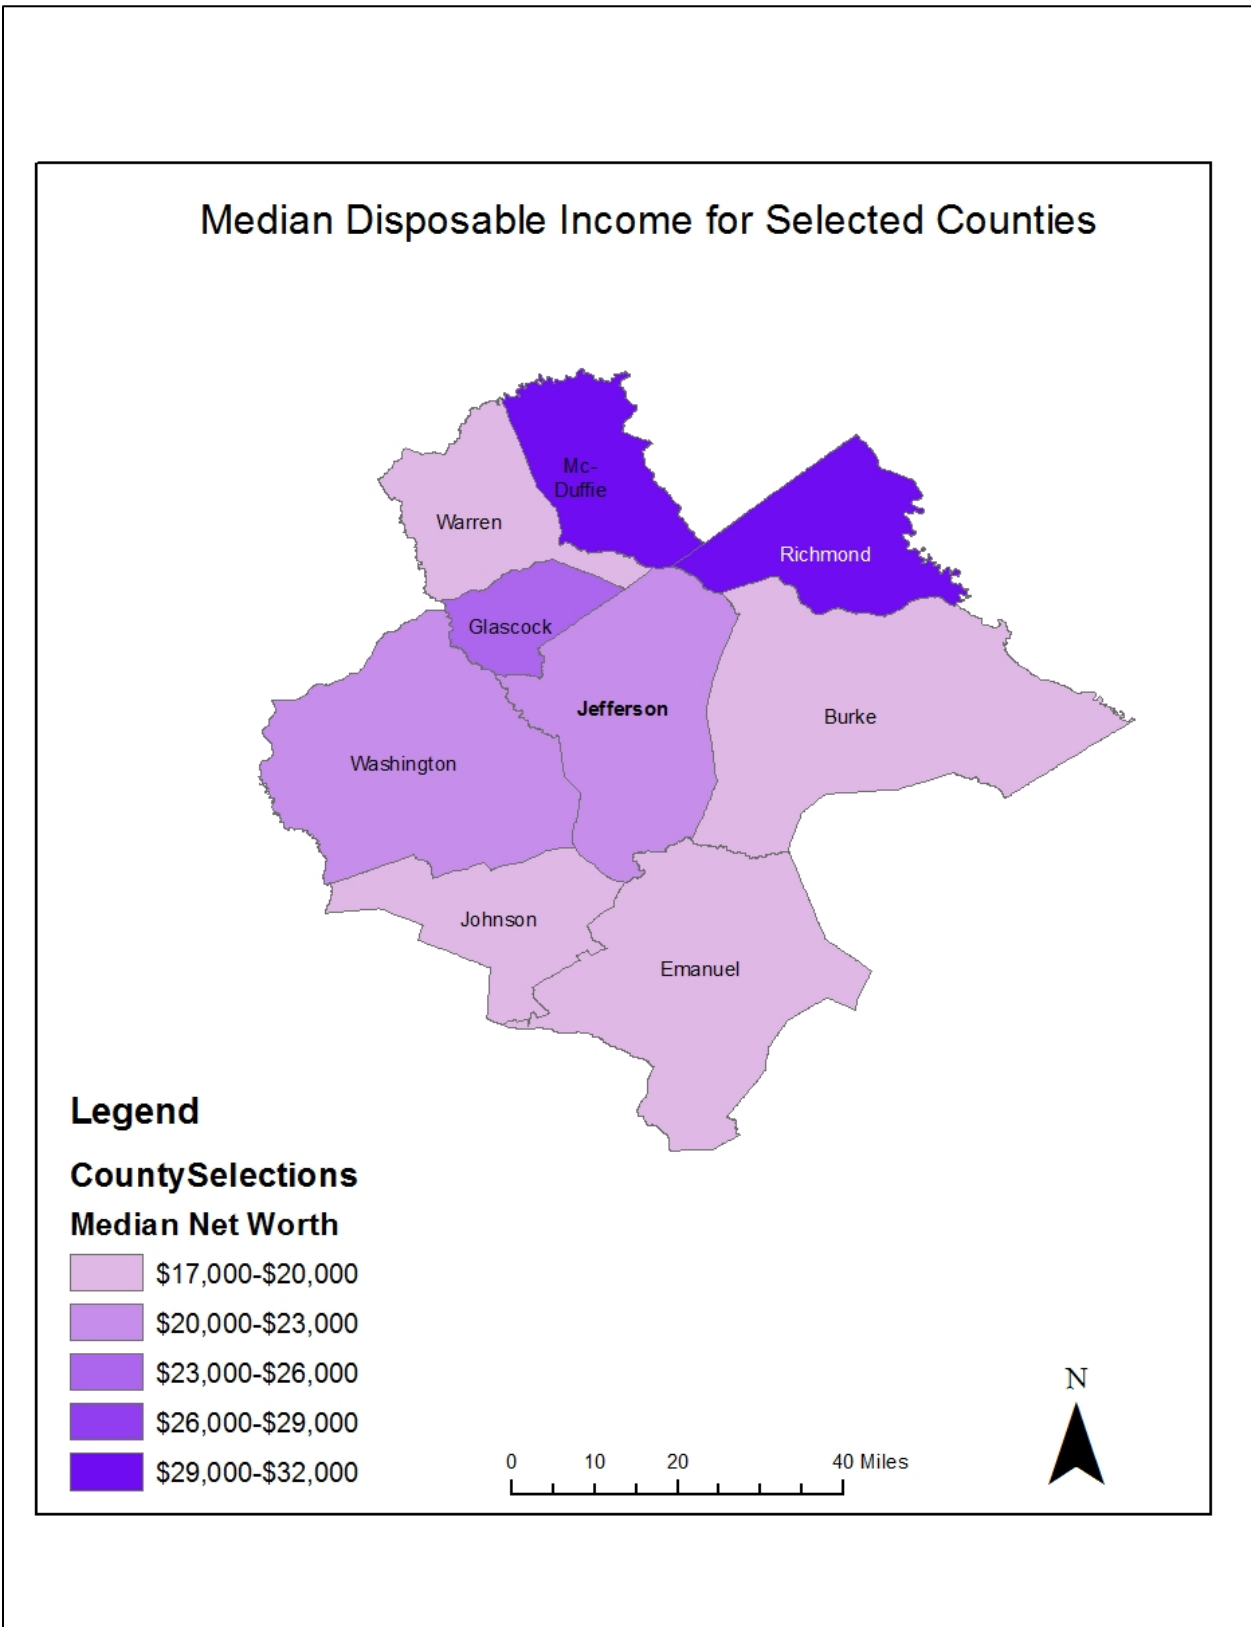 Median Disposable Income for Selected Counties
Mc-
Duffie
Warren
Richmond
Glascock
Jefferson
Burke
Washington
Johnson
Emanuel
Legend
CountySelections
Median Net Worth
$17,000-$20,000
$20,000-$23,000
$23,000-$26,000
$26,000-$29,000
$29,000-$32,000
0 10 20 40 Miles
N